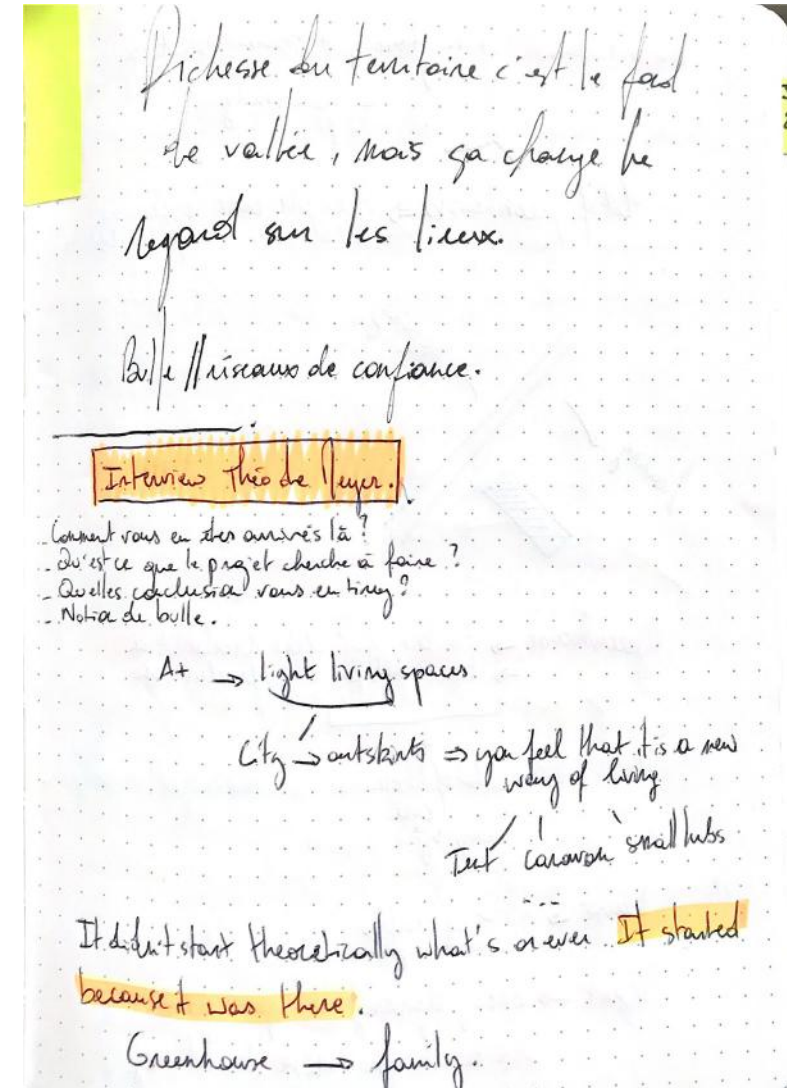 Richesse du territoire c'est le fond
de vallée, mais ça change le
regard sur les lieux.
Bulle // réseaux de confiance.
Interview Théo de Meyer.
- Comment vous en êtes arrivés là ?
- Qu'est ce que le projet cherche à faire ?
- Quelles conclusion vous en tirez ?
- Notion de bulle.
A+ → light living spaces
City → outskirts ⇒ you feel that it is a new
way of living
Tent caravan small hubs
...
It didn't start theoretically what's or ever. It started
because it was there.
Greenhouse → family.